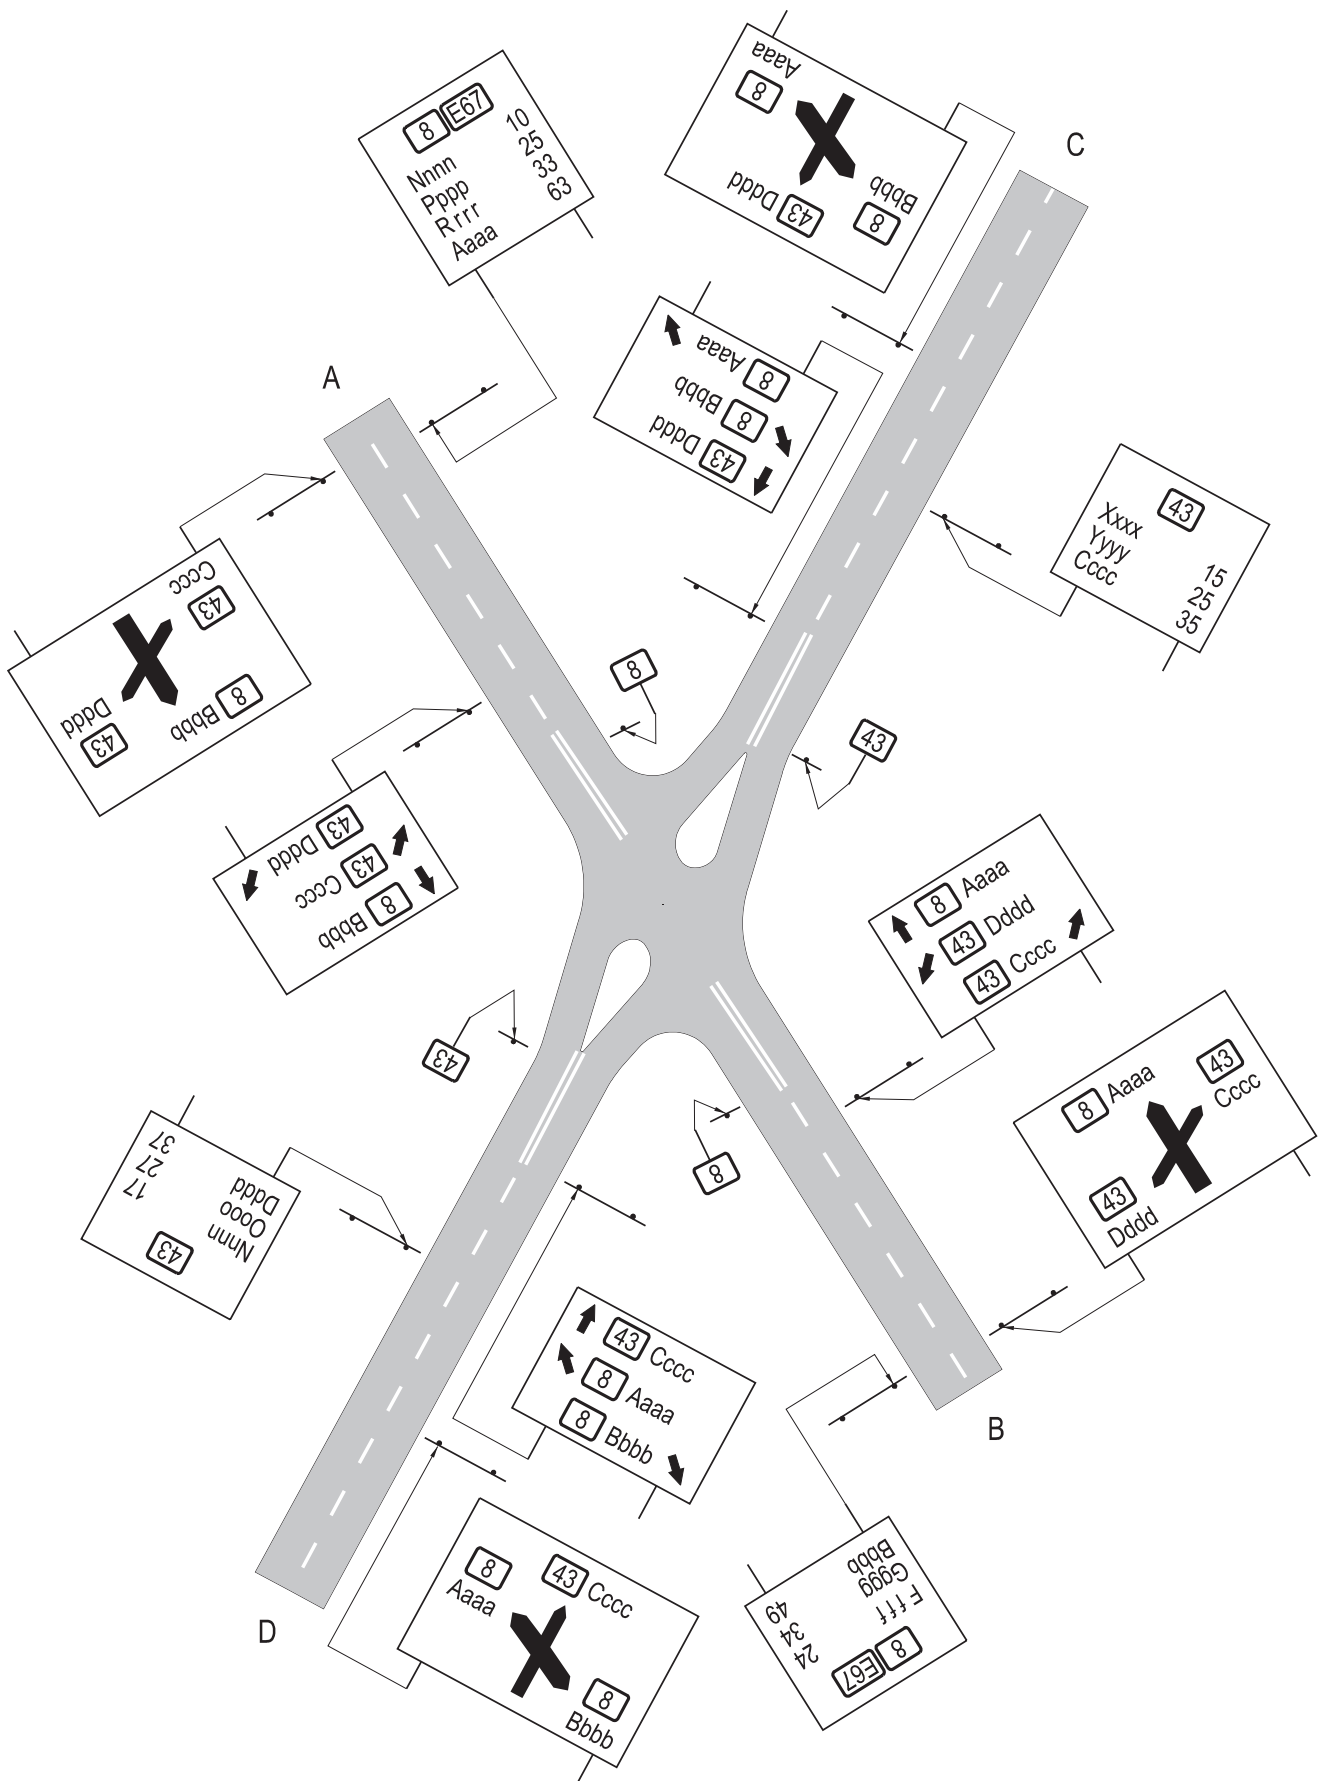 8 E67
Nnnn 10
Pppp 25
Rrrr 33
Aaaa 63
Aaaa
8
Bbbb
8
43 Dddd
C
8 Aaaa
8 Bbbb
43 Dddd
A
43
Xxxx 15
Yyyy 25
Cccc 35
Cccc
43
8 Bbbb
Dddd
43
8
43
43 Dddd
43 Cccc
8 Bbbb
8 Aaaa
43 Dddd
43 Cccc
43
8 Aaaa
43
Cccc
43
Dddd
8
43
Nnnn 17
Oooo 27
Dddd 37
43 Cccc
8 Aaaa
8 Bbbb
B
8
Aaaa
43 Cccc
8
Bbbb
D
8 E67
Ffff 24
Gggg 34
Bbbb 49